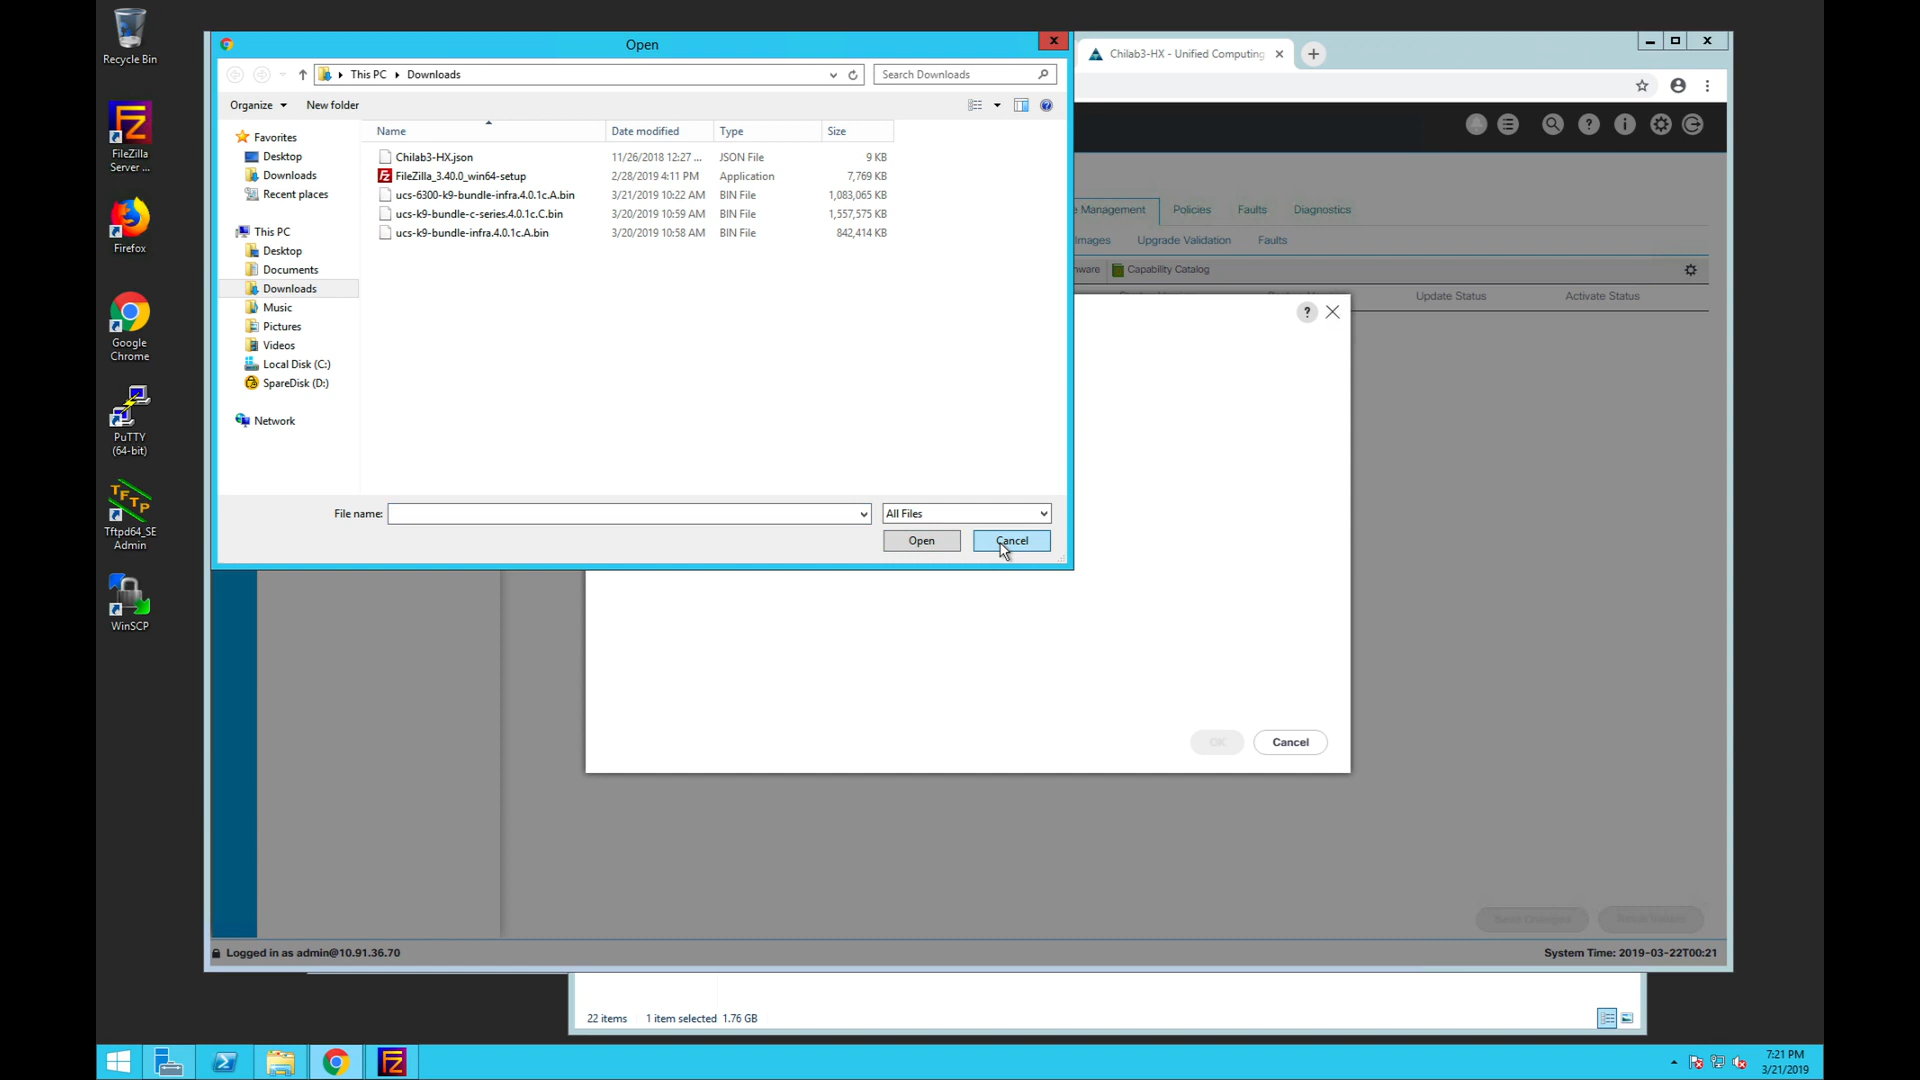 Recycle Bin
FileZilla
Server ...
Firefox
Google
Chrome
PuTTY
(64-bit)
Tftpd64_SE
Admin
WinSCP
Open
This PC
Downloads
Search Downloads
Organize
New folder
Favorites
Desktop
Downloads
Recent places
This PC
Desktop
Documents
Downloads
Music
Pictures
Videos
Local Disk (C:)
SpareDisk (D:)
Network
Name Date modified Type Size
Chilab3-HX.json 11/26/2018 12:27 ... JSON File 9 KB
FileZilla_3.40.0_win64-setup 2/28/2019 4:11 PM Application 7,769 KB
ucs-6300-k9-bundle-infra.4.0.1c.A.bin 3/21/2019 10:22 AM BIN File 1,083,065 KB
ucs-k9-bundle-c-series.4.0.1c.C.bin 3/20/2019 10:59 AM BIN File 1,557,575 KB
ucs-k9-bundle-infra.4.0.1c.A.bin 3/20/2019 10:58 AM BIN File 842,414 KB
File name:
All Files
Open
Cancel
Chilab3-HX - Unified Computing
Management Policies Faults Diagnostics
Images Upgrade Validation Faults
Capability Catalog
Update Status Activate Status
?
OK
Cancel
Logged in as admin@10.91.36.70
System Time: 2019-03-22T00:21
22 items 1 item selected 1.76 GB
7:21 PM
3/21/2019